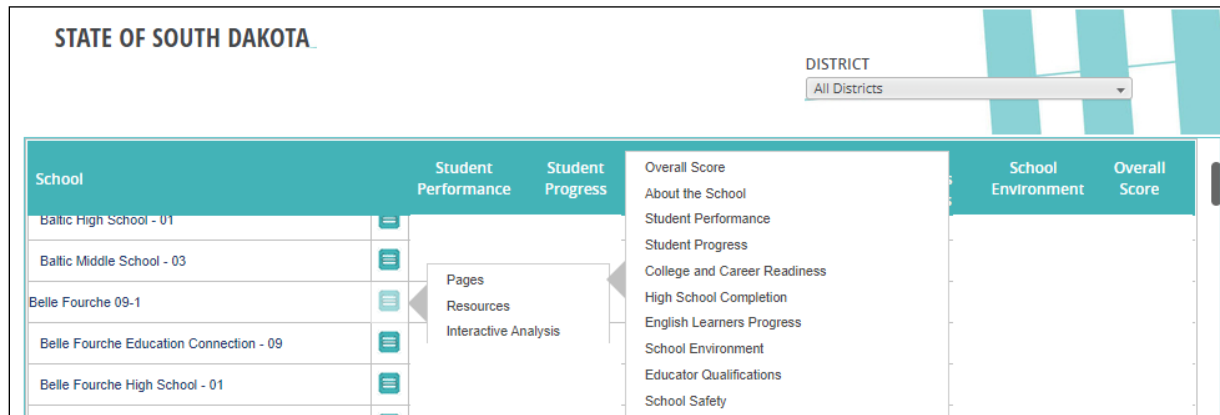 STATE OF SOUTH DAKOTA
DISTRICT
All Districts
School
Student Performance
Student Progress
School Environment
Overall Score
Baltic High School - 01
Baltic Middle School - 03
Belle Fourche 09-1
Belle Fourche Education Connection - 09
Belle Fourche High School - 01
Pages
Resources
Interactive Analysis
Overall Score
About the School
Student Performance
Student Progress
College and Career Readiness
High School Completion
English Learners Progress
School Environment
Educator Qualifications
School Safety